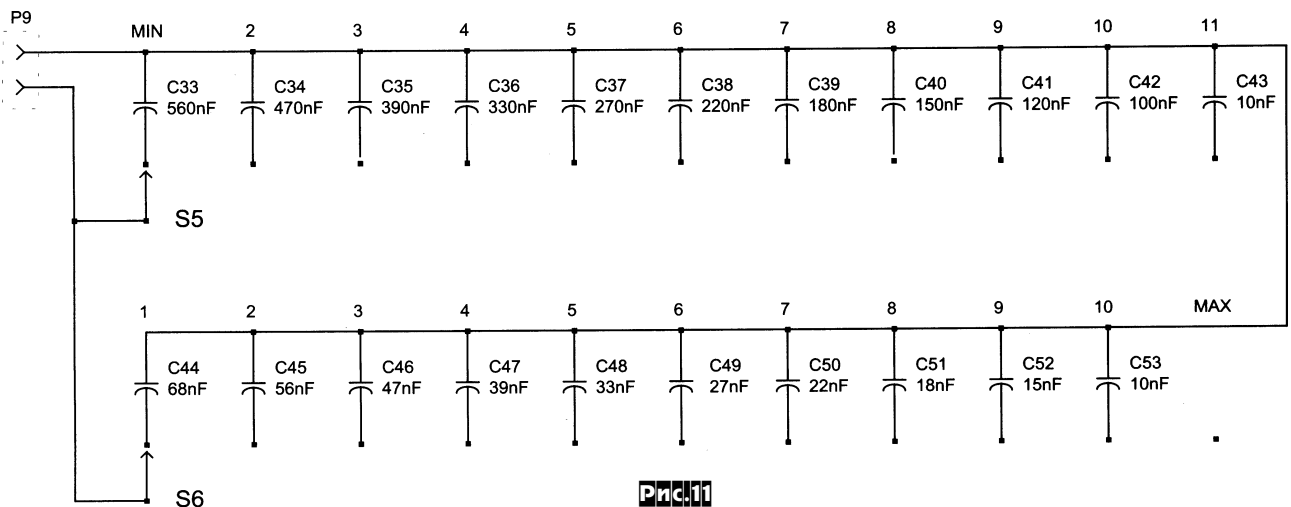 P9
MIN 2 3 4 5 6 7 8 9 10 11
C33 C34 C35 C36 C37 C38 C39 C40 C41 C42 C43
560nF 470nF 390nF 330nF 270nF 220nF 180nF 150nF 120nF 100nF 10nF
S5
1 2 3 4 5 6 7 8 9 10 MAX
C44 C45 C46 C47 C48 C49 C50 C51 C52 C53
68nF 56nF 47nF 39nF 33nF 27nF 22nF 18nF 15nF 10nF
S6
Рис.11